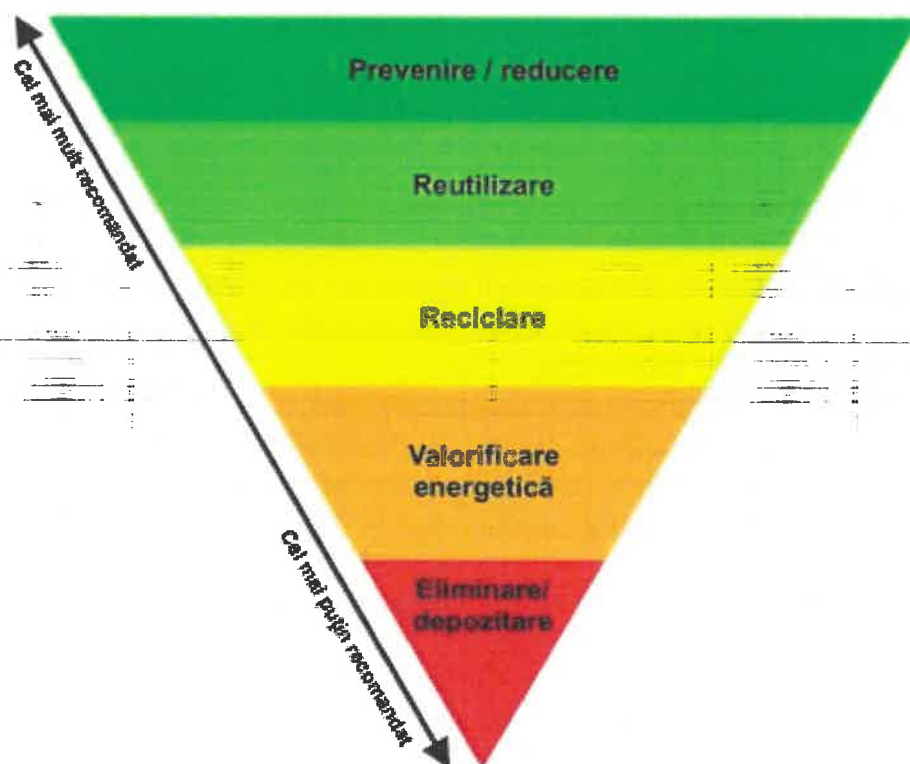 Prevenire / reducere
Cel mai mult recomandat
Reutilizare
Reciclare
Valorificare
energetică
Cel mai puțin recomandat
Eliminare/
depozitare